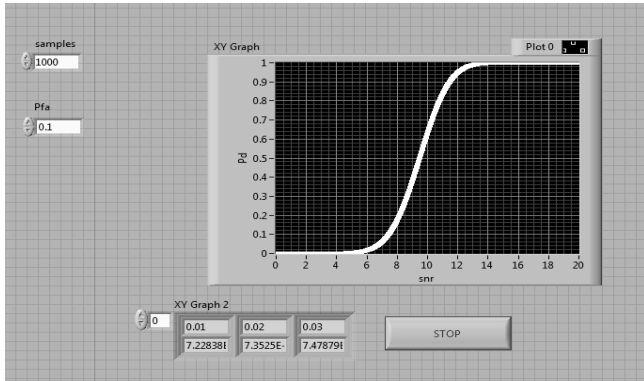 samples
1000
Pfa
0.1
XY Graph
Plot 0
1
0.9
0.8
0.7
0.6
0.5
0.4
0.3
0.2
0.1
0
Pd
0 2 4 6 8 10 12 14 16 18 20
snr
XY Graph 2
0
0.01 0.02 0.03
7.22838E 7.3525E- 7.47879E
STOP